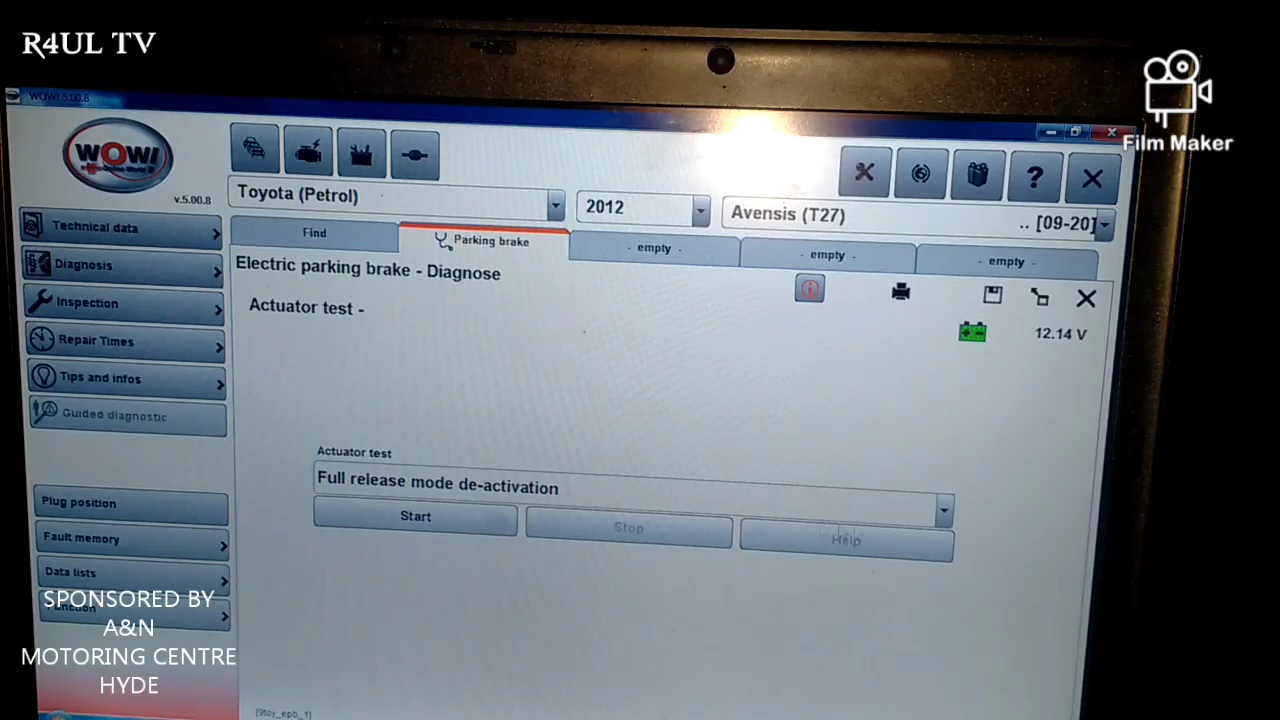 R4UL TV
Film Maker
WOW! 5.00.8
WOW!
v.5.00.8
Toyota (Petrol)
2012
Avensis (T27)
.. [09-20]
Technical data
Diagnosis
Inspection
Repair Times
Tips and infos
Guided diagnostic
Find
Parking brake
- empty -
- empty -
- empty -
Electric parking brake - Diagnose
Actuator test -
12.14 V
Actuator test
Full release mode de-activation
Start
Stop
Help
Plug position
Fault memory
Data lists
Function
SPONSORED BY
A&N
MOTORING CENTRE
HYDE
[9toy_epb_1]